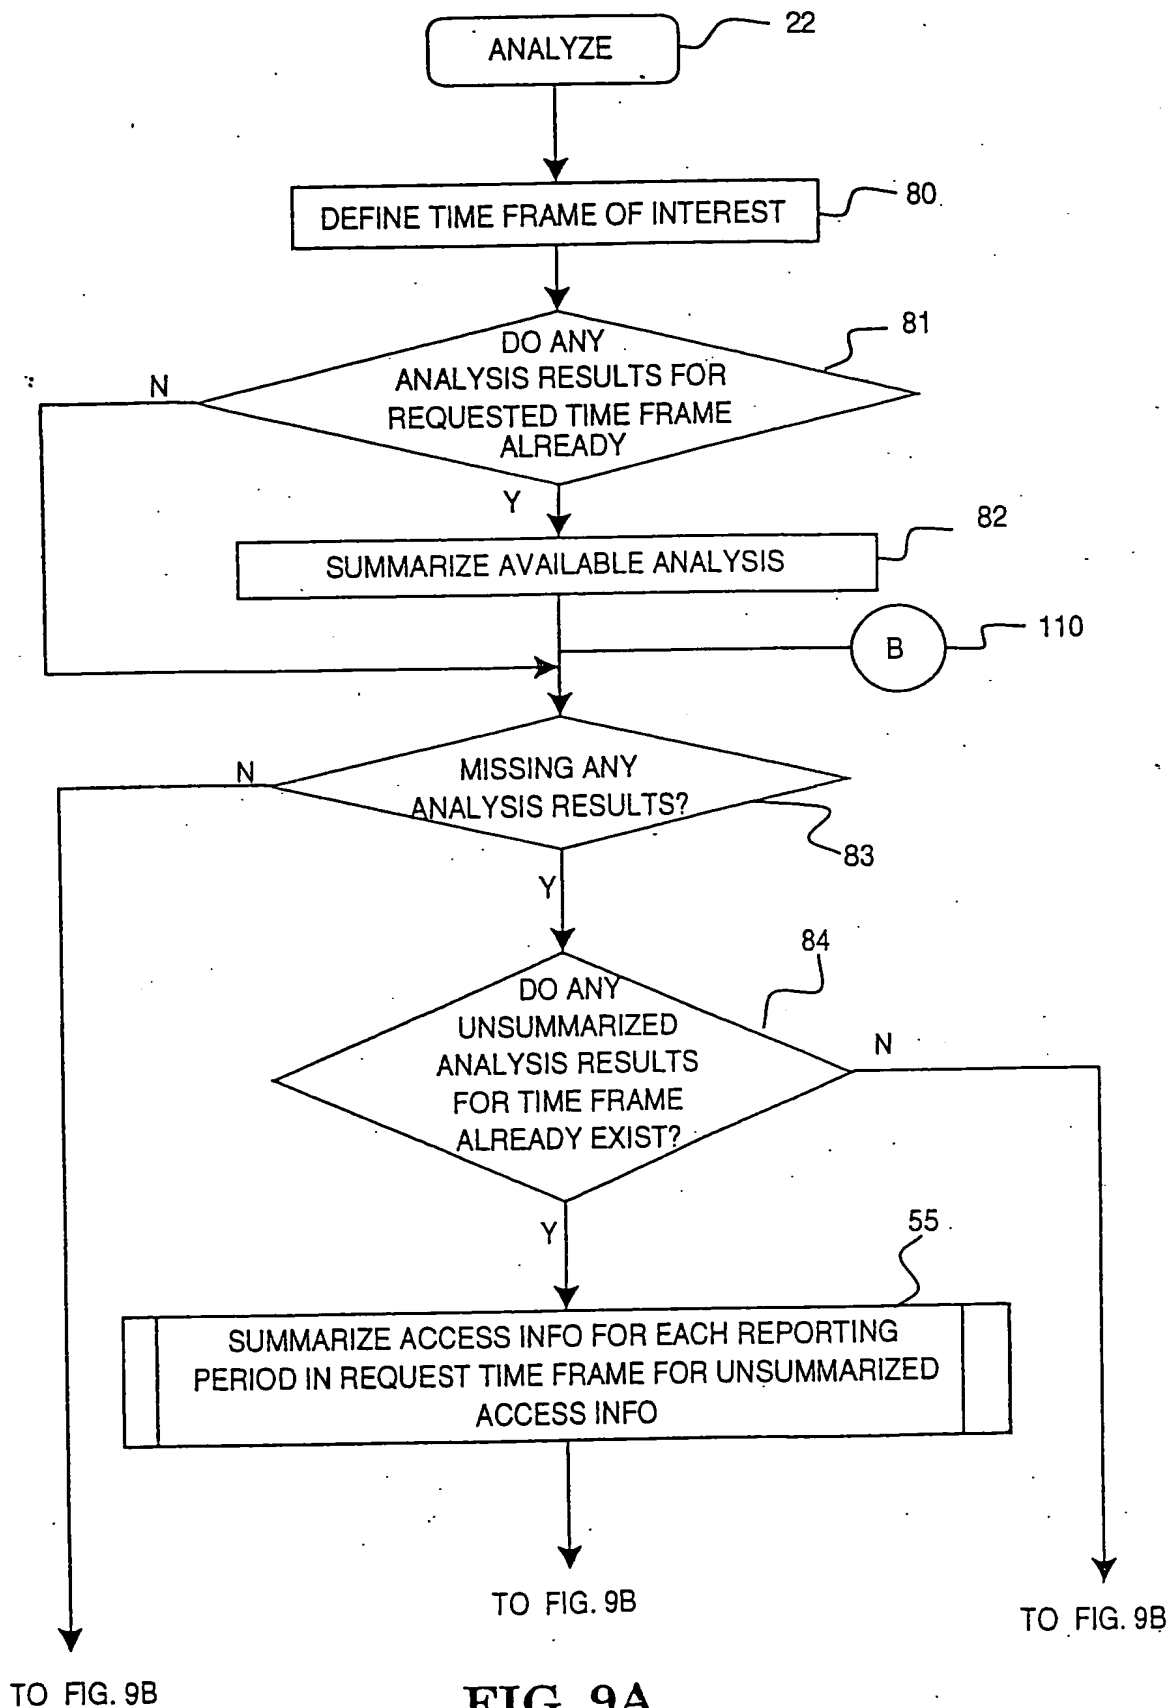 ANALYZE
22
DEFINE TIME FRAME OF INTEREST
80
DO ANY
ANALYSIS RESULTS FOR
REQUESTED TIME FRAME
ALREADY
81
N
Y
SUMMARIZE AVAILABLE ANALYSIS
82
B
110
MISSING ANY
ANALYSIS RESULTS?
N
83
Y
84
DO ANY
UNSUMMARIZED
ANALYSIS RESULTS
FOR TIME FRAME
ALREADY EXIST?
N
Y
55
SUMMARIZE ACCESS INFO FOR EACH REPORTING
PERIOD IN REQUEST TIME FRAME FOR UNSUMMARIZED
ACCESS INFO
TO FIG. 9B
TO FIG. 9B
TO FIG. 9B
FIG. 9A